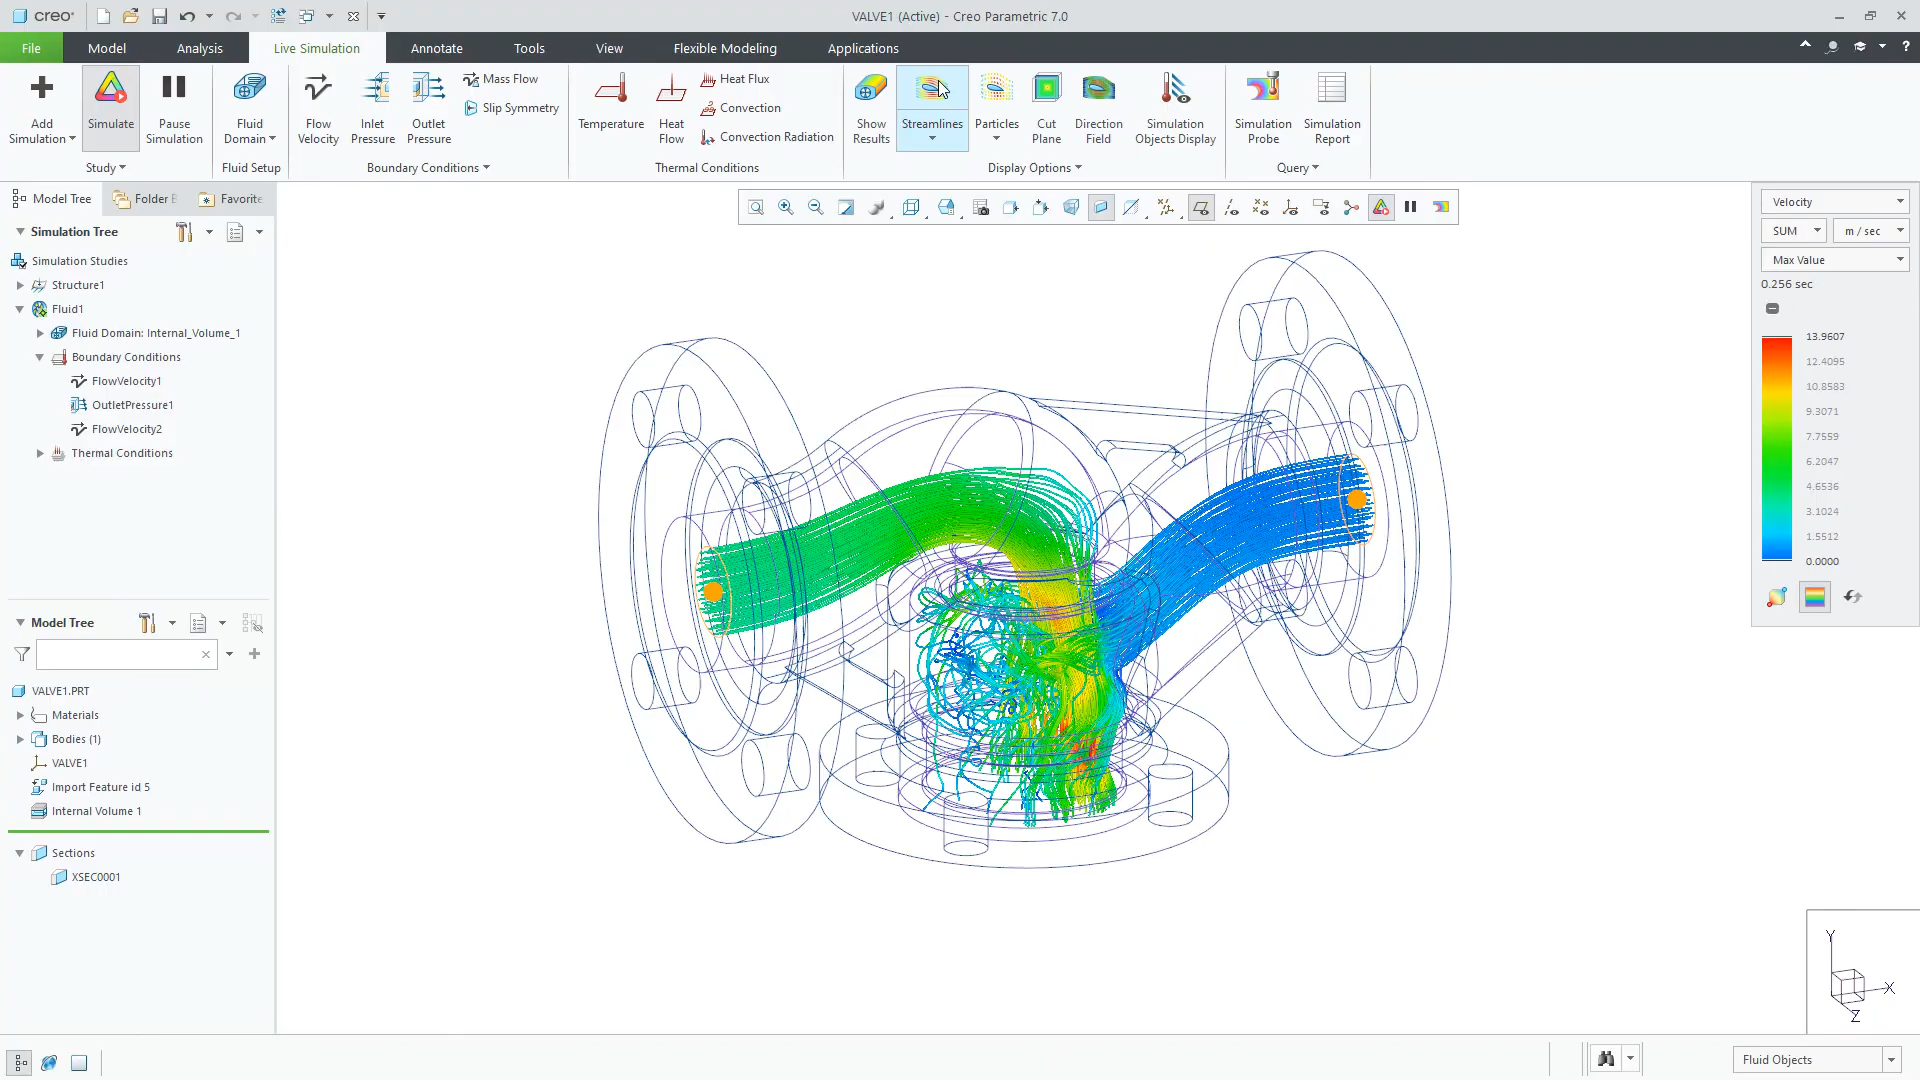 creo
VALVE1 (Active) - Creo Parametric 7.0
File
Model
Analysis
Live Simulation
Annotate
Tools
View
Flexible Modeling
Applications
?
Add Simulation
Simulate
Pause Simulation
Study
Fluid Domain
Fluid Setup
Flow Velocity
Inlet Pressure
Outlet Pressure
Mass Flow
Slip Symmetry
Boundary Conditions
Temperature
Heat Flow
Heat Flux
Convection
Convection Radiation
Thermal Conditions
Show Results
Streamlines
Particles
Cut Plane
Direction Field
Simulation Objects Display
Display Options
Simulation Probe
Simulation Report
Query
Model Tree
Folder B
Favorite
Simulation Tree
Simulation Studies
Structure1
Fluid1
Fluid Domain: Internal_Volume_1
Boundary Conditions
FlowVelocity1
OutletPressure1
FlowVelocity2
Thermal Conditions
Model Tree
VALVE1.PRT
Materials
Bodies (1)
VALVE1
Import Feature id 5
Internal Volume 1
Sections
XSEC0001
Velocity
SUM
m / sec
Max Value
0.256 sec
13.9607
12.4095
10.8583
9.3071
7.7559
6.2047
4.6536
3.1024
1.5512
0.0000
Y
X
Z
Fluid Objects